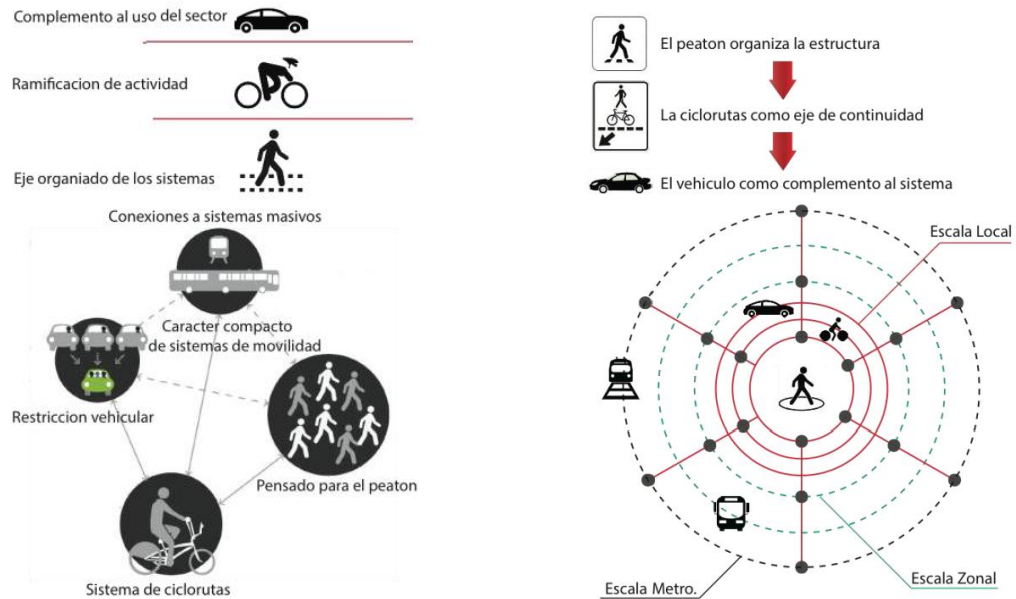 Complemento al uso del sector
Ramificacion de actividad
Eje organiado de los sistemas
Conexiones a sistemas masivos
Caracter compacto
de sistemas de movilidad
Restriccion vehicular
Pensado para el peaton
Sistema de ciclorutas
El peaton organiza la estructura
La ciclorutas como eje de continuidad
El vehiculo como complemento al sistema
Escala Local
Escala Zonal
Escala Metro.